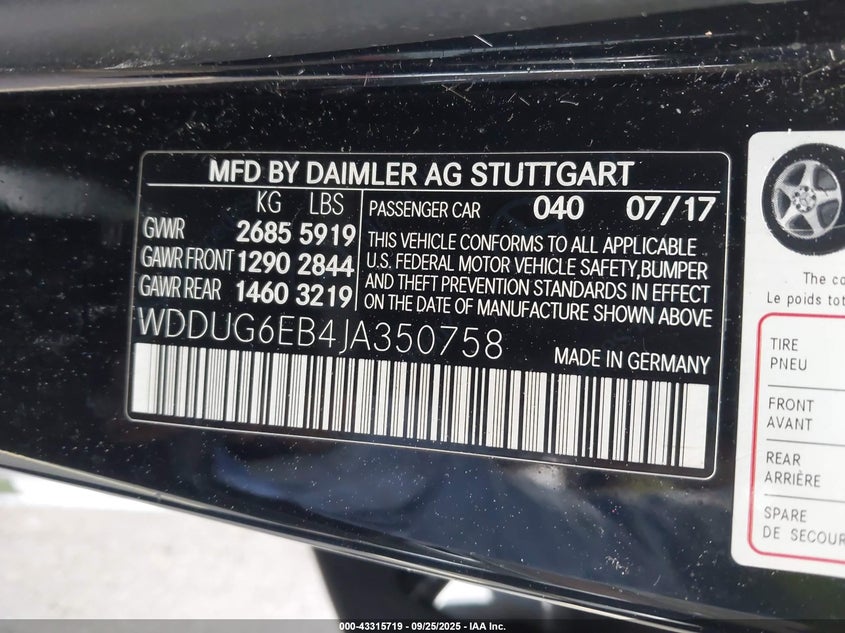 MFD BY DAIMLER AG STUTTGART
KG LBS
GVWR 2685 5919
GAWR FRONT 1290 2844
GAWR REAR 1460 3219
PASSENGER CAR 040 07/17
THIS VEHICLE CONFORMS TO ALL APPLICABLE
U.S. FEDERAL MOTOR VEHICLE SAFETY,BUMPER
AND THEFT PREVENTION STANDARDS IN EFFECT
ON THE DATE OF MANUFACTURE SHOWN ABOVE
WDDUG6EB4JA350758
MADE IN GERMANY
The co
Le poids tot
TIRE
PNEU
FRONT
AVANT
REAR
ARRIÈRE
SPARE
DE SECOUR
000-43315719 - 09/25/2025 - IAA Inc.